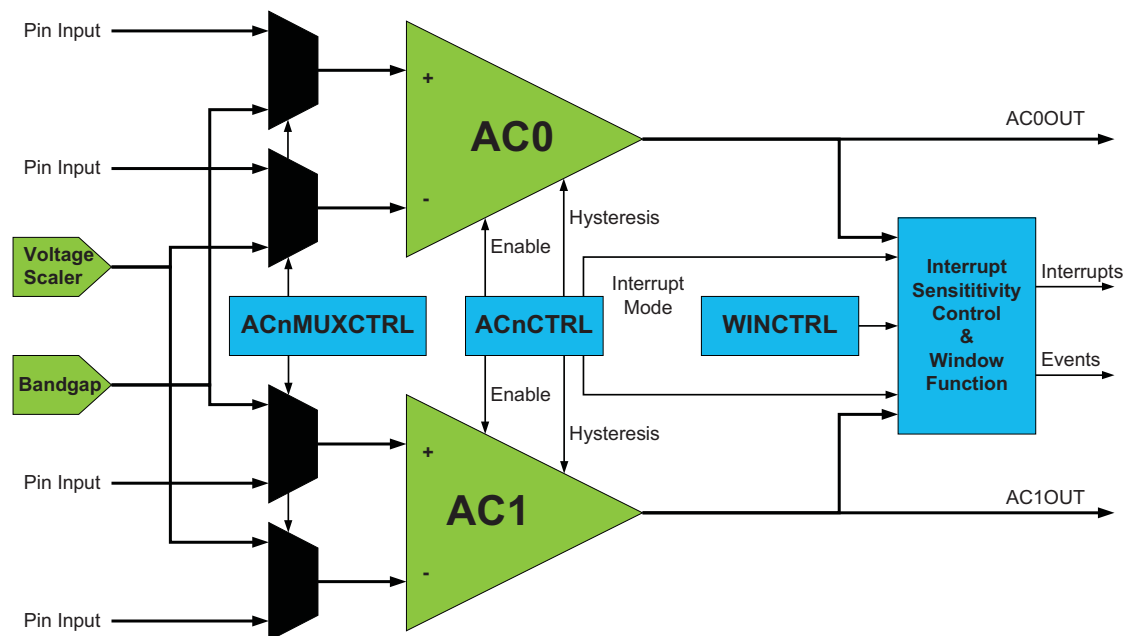 Pin Input
+
AC0
AC0OUT
Pin Input
-
Hysteresis
Enable
Voltage
Scaler
Interrupt
Sensititivity
Control
&
Window
Function
Interrupts
Interrupt
Mode
ACnMUXCTRL
ACnCTRL
WINCTRL
Bandgap
Events
Enable
Hysteresis
+
Pin Input
AC1
AC1OUT
-
Pin Input